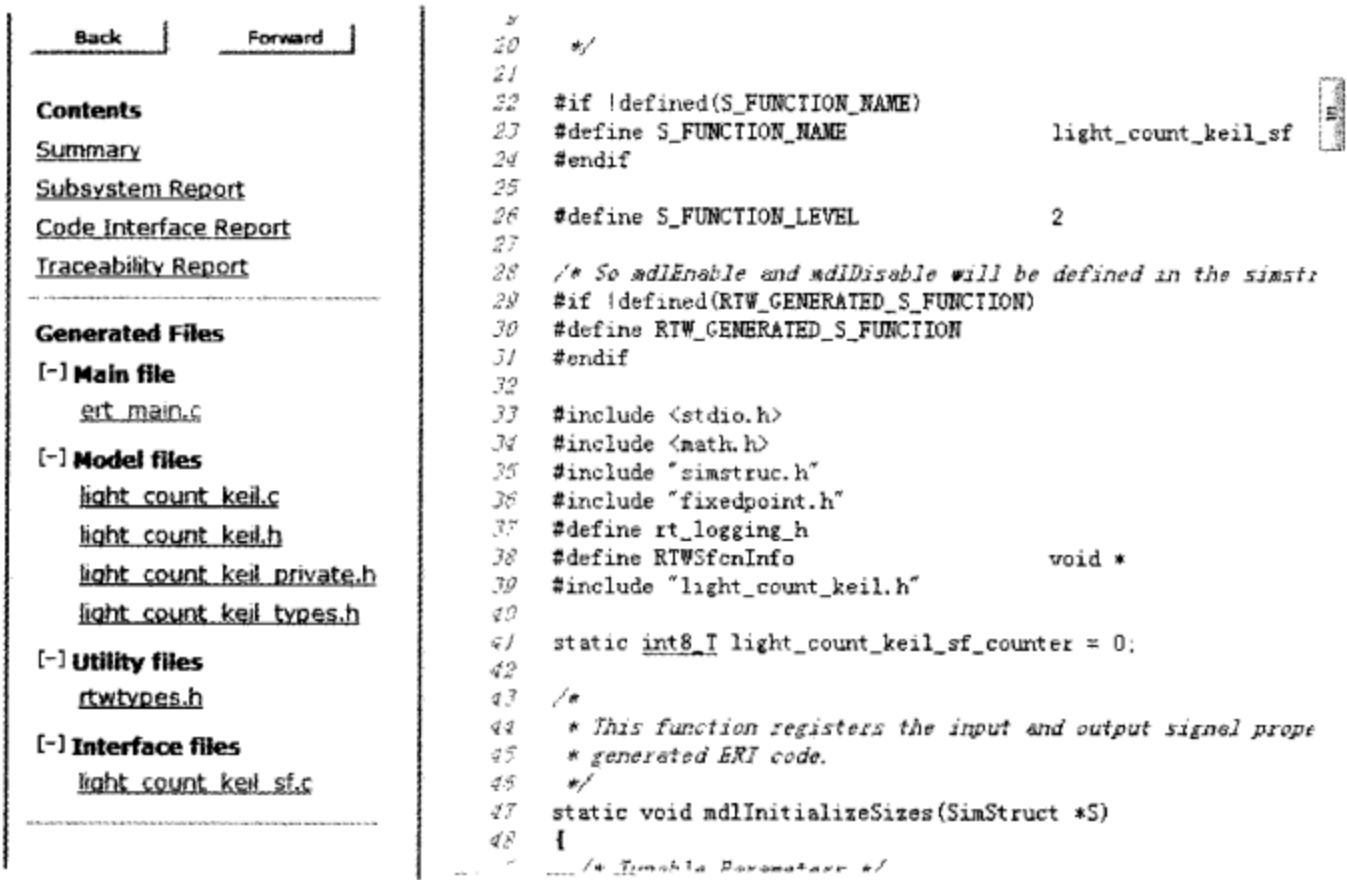 Back Forward
Contents
Summary
Subsystem Report
Code Interface Report
Traceability Report
Generated Files
[-] Main file
ert_main.c
[-] Model files
light_count_keil.c
light_count_keil.h
light_count_keil_private.h
light_count_keil_types.h
[-] Utility files
rtwtypes.h
[-] Interface files
light_count_keil_sf.c
20 */
21
22 #if !defined(S_FUNCTION_NAME)
23 #define S_FUNCTION_NAME light_count_keil_sf
24 #endif
25
26 #define S_FUNCTION_LEVEL 2
27
28 /* So mdlEnable and mdlDisable will be defined in the simstr
29 #if !defined(RTW_GENERATED_S_FUNCTION)
30 #define RTW_GENERATED_S_FUNCTION
31 #endif
32
33 #include <stdio.h>
34 #include <math.h>
35 #include "simstruc.h"
36 #include "fixedpoint.h"
37 #define rt_logging_h
38 #define RTWSfcnInfo void *
39 #include "light_count_keil.h"
40
41 static int8_T light_count_keil_sf_counter = 0;
42
43 /*
44 * This function registers the input and output signal prope
45 * generated ERT code.
46 */
47 static void mdlInitializeSizes(SimStruct *S)
48 {
/* Tunable Parameters */